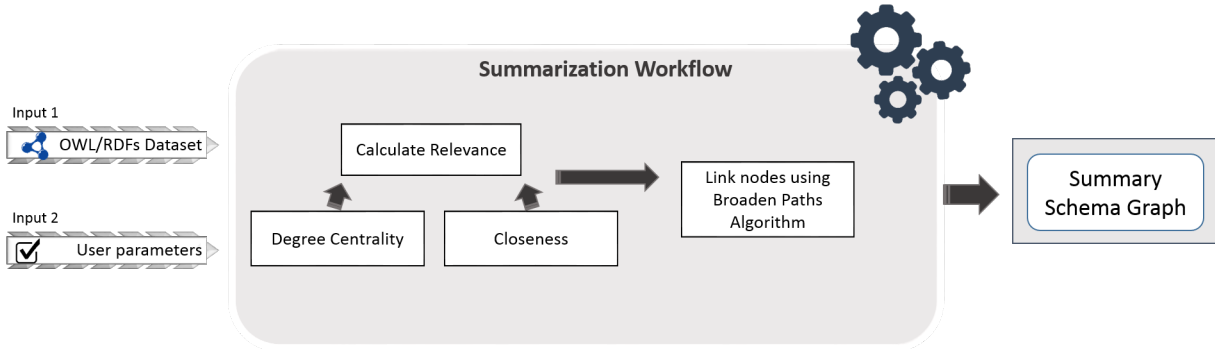 Summarization Workflow
Input 1
OWL/RDFs Dataset
Input 2
User parameters
Calculate Relevance
Degree Centrality
Closeness
Link nodes using
Broaden Paths
Algorithm
Summary
Schema Graph